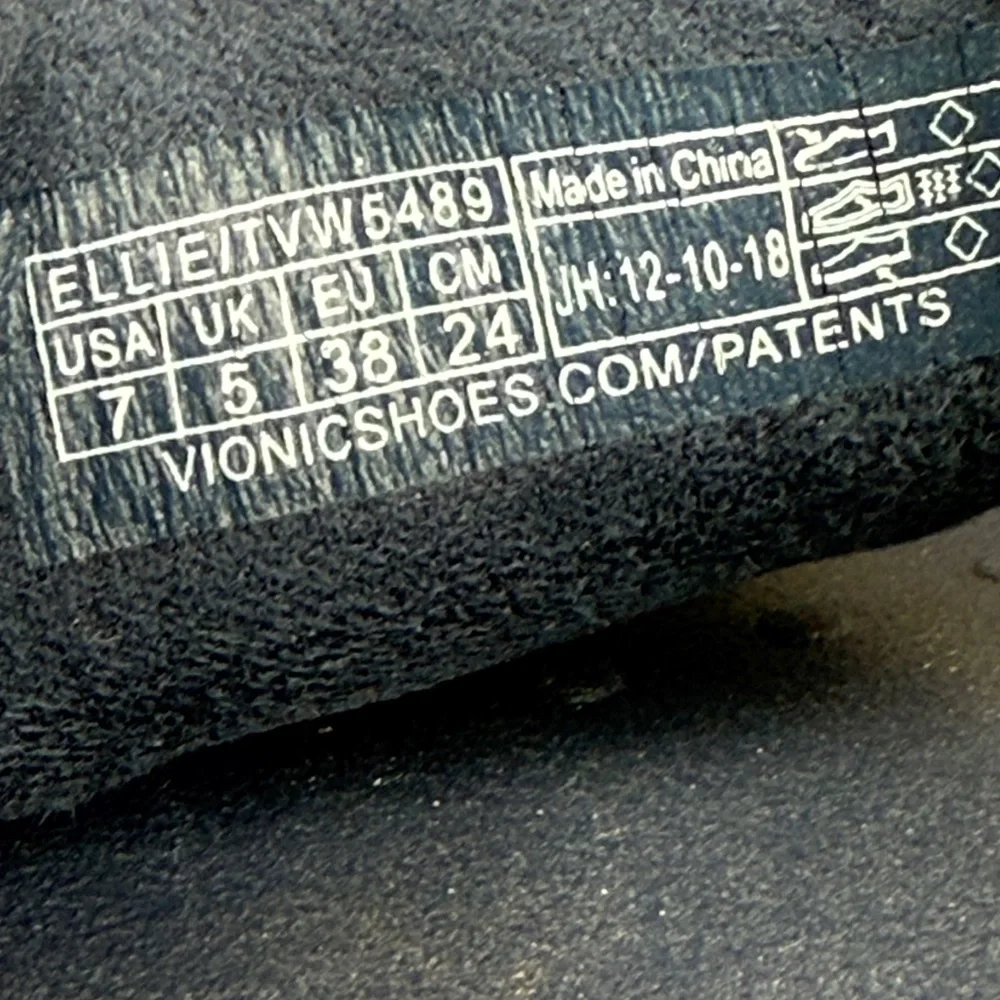 ELLIE/TVW5489
USA UK EU CM
7 5 38 24
Made in China
JH:12-10-18
VIONICSHOES.COM/PATENTS